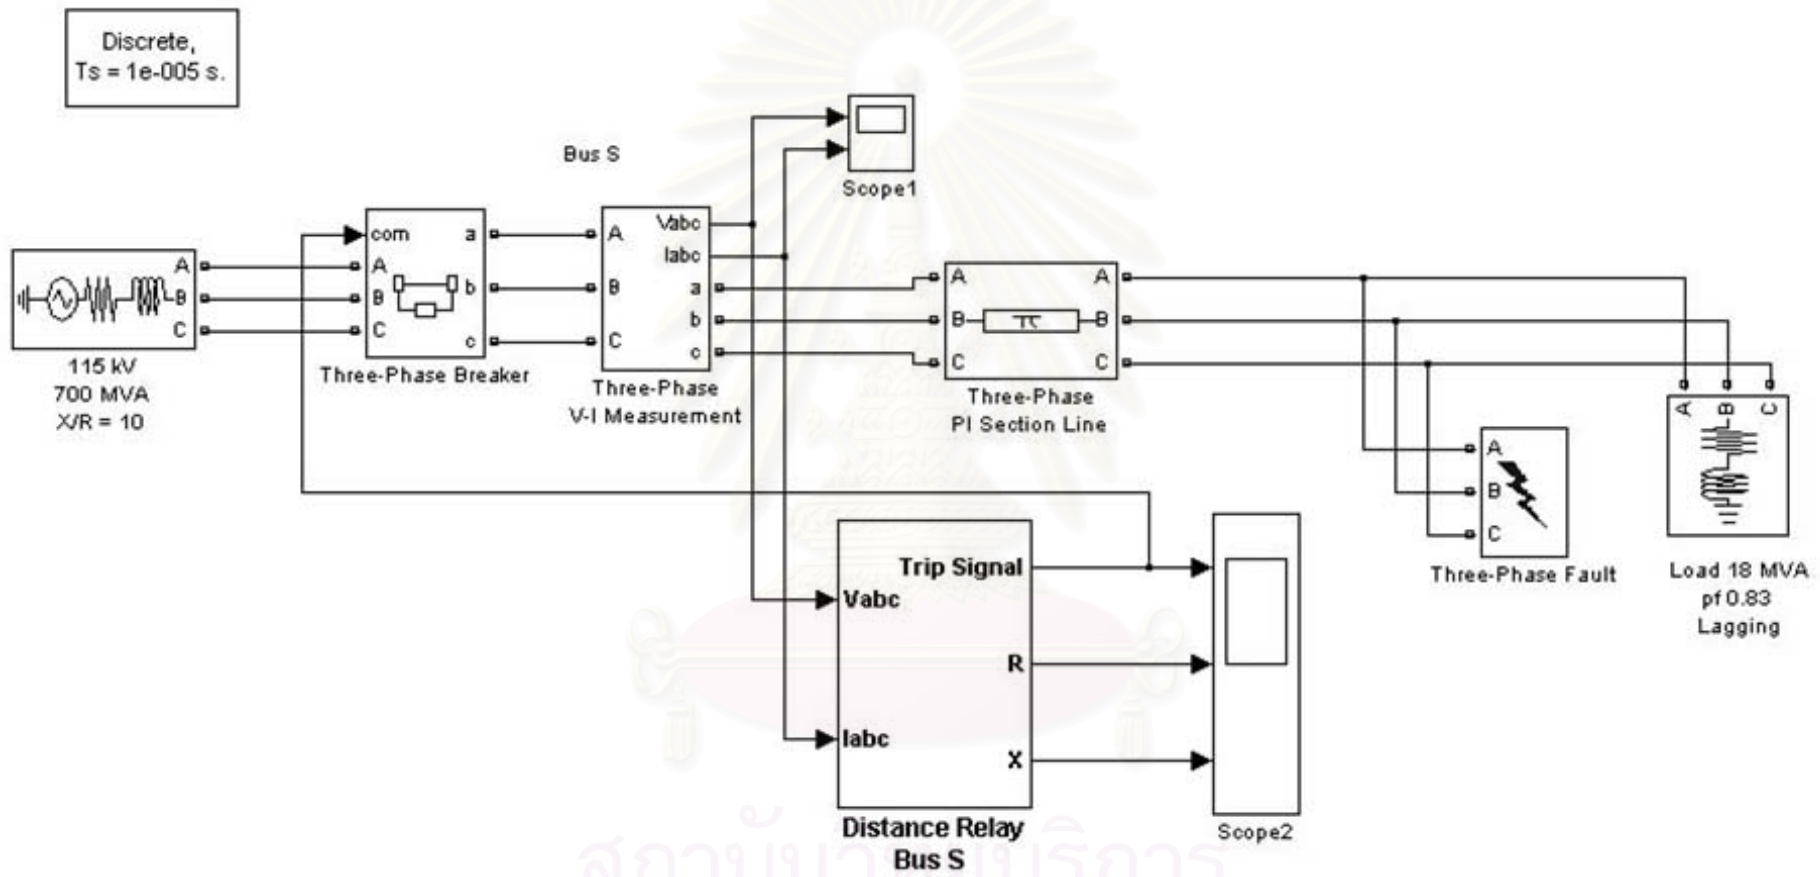 Discrete,
Ts = 1e-005 s.
Bus S
Scope1
A
B
C
115 kV
700 MVA
X/R = 10
com
A
B
C
a
b
c
Three-Phase Breaker
A
B
C
Vabc
Iabc
a
b
c
Three-Phase
V-I Measurement
A
B
C
A
B
C
Three-Phase
PI Section Line
A
B
C
Three-Phase Fault
A
B
C
Load 18 MVA
pf 0.83
Lagging
Vabc
Iabc
Trip Signal
R
X
Distance Relay
Bus S
Scope2